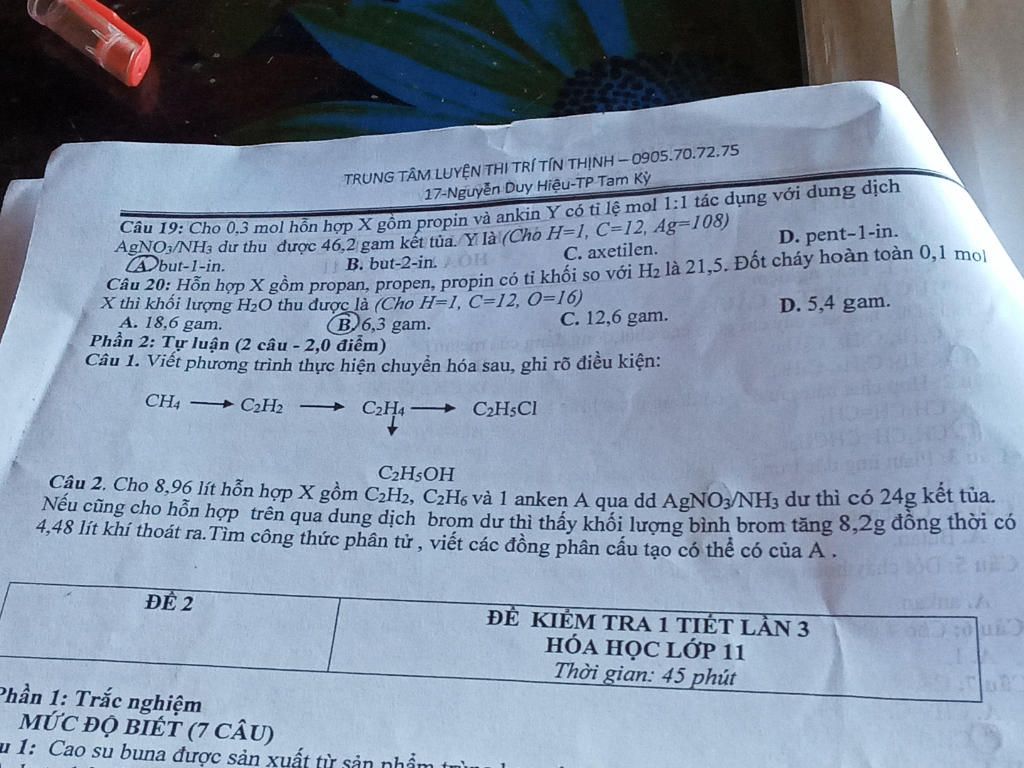 TRUNG TÂM LUYỆN THI TRÍ TÍN THỊNH – 0905.70.72.75
17-Nguyễn Duy Hiệu-TP Tam Kỳ
Câu 19: Cho 0,3 mol hỗn hợp X gồm propin và ankin Y có tỉ lệ mol 1:1 tác dụng với dung dịch
AgNO3/NH3 dư thu được 46,2 gam kết tủa. Y là (Cho H=1, C=12, Ag=108)
A. but-1-in. B. but-2-in. C. axetilen. D. pent-1-in.
Câu 20: Hỗn hợp X gồm propan, propen, propin có tỉ khối so với H2 là 21,5. Đốt cháy hoàn toàn 0,1 mol
X thì khối lượng H2O thu được là (Cho H=1, C=12, O=16)
A. 18,6 gam. B. 6,3 gam. C. 12,6 gam. D. 5,4 gam.
Phần 2: Tự luận (2 câu - 2,0 điểm)
Câu 1. Viết phương trình thực hiện chuyển hóa sau, ghi rõ điều kiện:
CH4 → C2H2 → C2H4 → C2H5Cl
↓
C2H5OH
Câu 2. Cho 8,96 lít hỗn hợp X gồm C2H2, C2H6 và 1 anken A qua dd AgNO3/NH3 dư thì có 24g kết tủa.
Nếu cũng cho hỗn hợp trên qua dung dịch brom dư thì thấy khối lượng bình brom tăng 8,2g đồng thời có
4,48 lít khí thoát ra.Tìm công thức phân tử , viết các đồng phân cấu tạo có thể có của A .
ĐỀ 2
ĐỀ KIỂM TRA 1 TIẾT LẦN 3
HÓA HỌC LỚP 11
Thời gian: 45 phút
Phần 1: Trắc nghiệm
MỨC ĐỘ BIẾT (7 CÂU)
u 1: Cao su buna được sản xuất từ sản phẩm